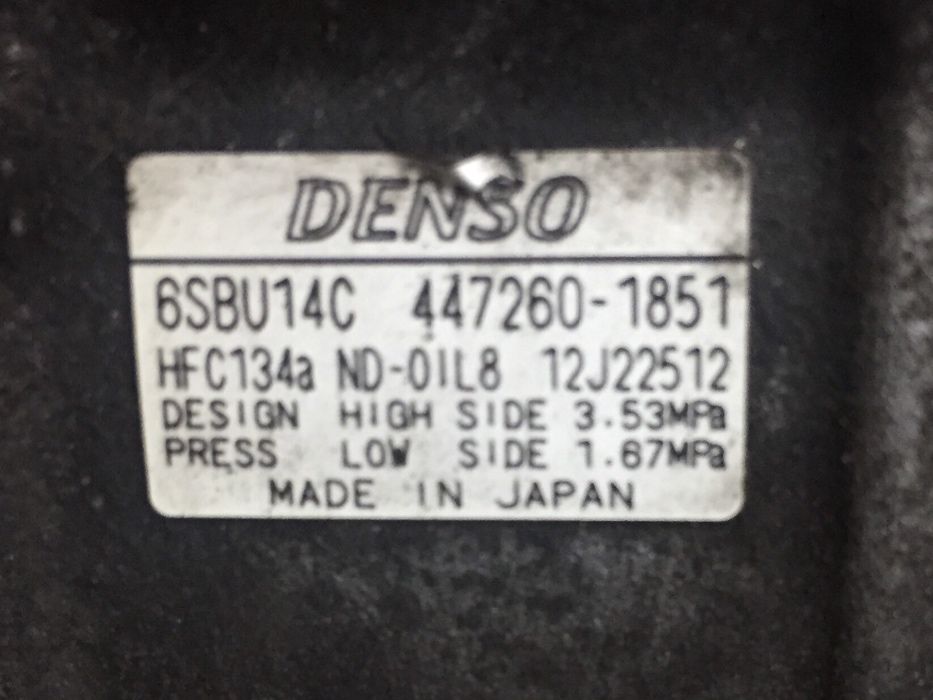 DENSO
6SBU14C 447260-1851
HFC134a ND-OIL8 12J22512
DESIGN HIGH SIDE 3.53MPa
PRESS LOW SIDE 1.67MPa
MADE IN JAPAN